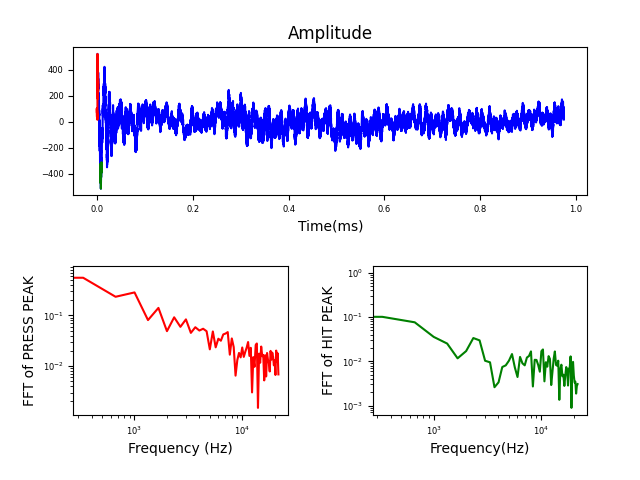 Amplitude
400
200
0
−200
−400
0.0 0.2 0.4 0.6 0.8 1.0
Time(ms)
FFT of PRESS PEAK
10⁻¹
10⁻²
10³ 10⁴
Frequency (Hz)
FFT of HIT PEAK
10⁰
10⁻¹
10⁻²
10⁻³
10³ 10⁴
Frequency(Hz)